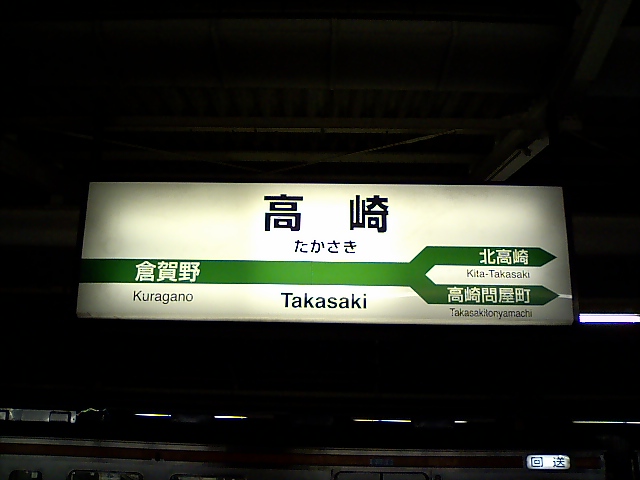 高崎
たかさき
倉賀野
Kuragano
Takasaki
北高崎
Kita-Takasaki
高崎問屋町
Takasakitonyamachi
回送